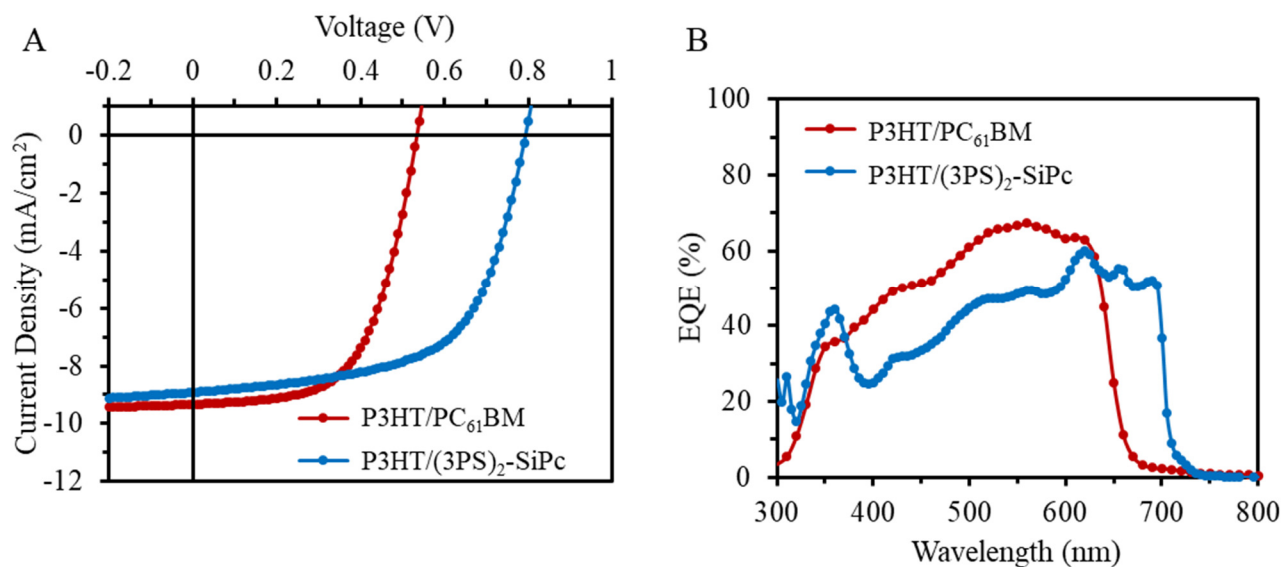 A
Voltage (V)
-0.2 0 0.2 0.4 0.6 0.8 1
Current Density (mA/cm²)
0
-2
-4
-6
-8
-10
-12
P3HT/PC₆₁BM
P3HT/(3PS)₂-SiPc
B
EQE (%)
100
80
60
40
20
0
P3HT/PC₆₁BM
P3HT/(3PS)₂-SiPc
300 400 500 600 700 800
Wavelength (nm)